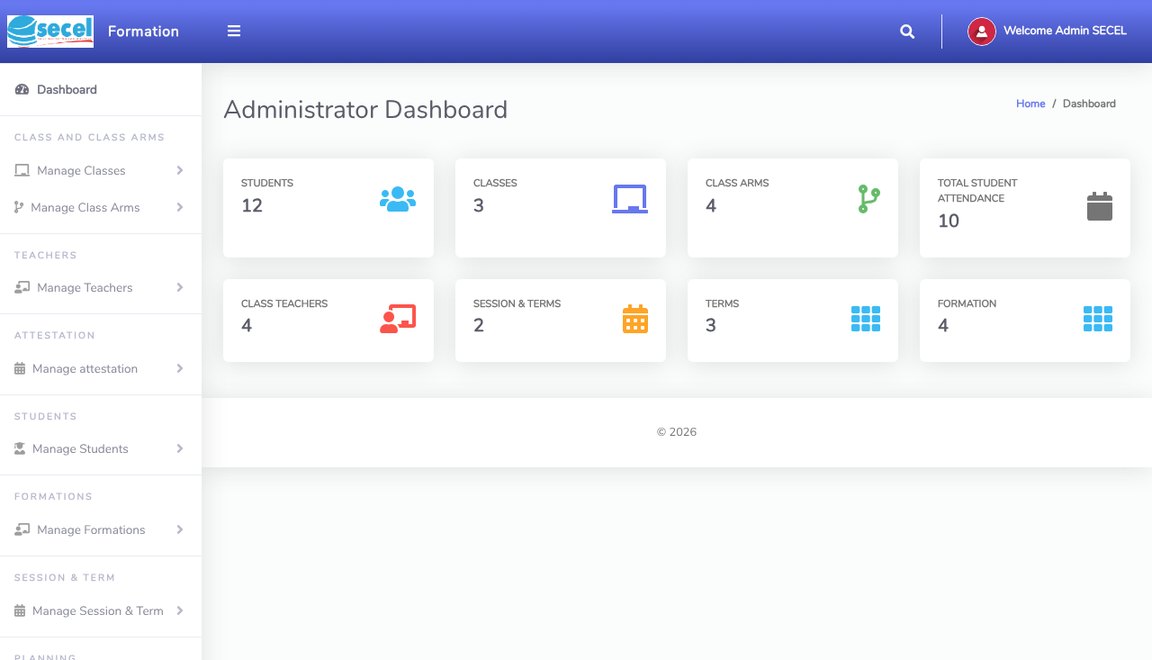 secel Formation
Welcome Admin SECEL
Dashboard
CLASS AND CLASS ARMS
Manage Classes
Manage Class Arms
TEACHERS
Manage Teachers
ATTESTATION
Manage attestation
STUDENTS
Manage Students
FORMATIONS
Manage Formations
SESSION & TERM
Manage Session & Term
PLANNING
Administrator Dashboard
Home / Dashboard
STUDENTS
12
CLASSES
3
CLASS ARMS
4
TOTAL STUDENT
ATTENDANCE
10
CLASS TEACHERS
4
SESSION & TERMS
2
TERMS
3
FORMATION
4
© 2026